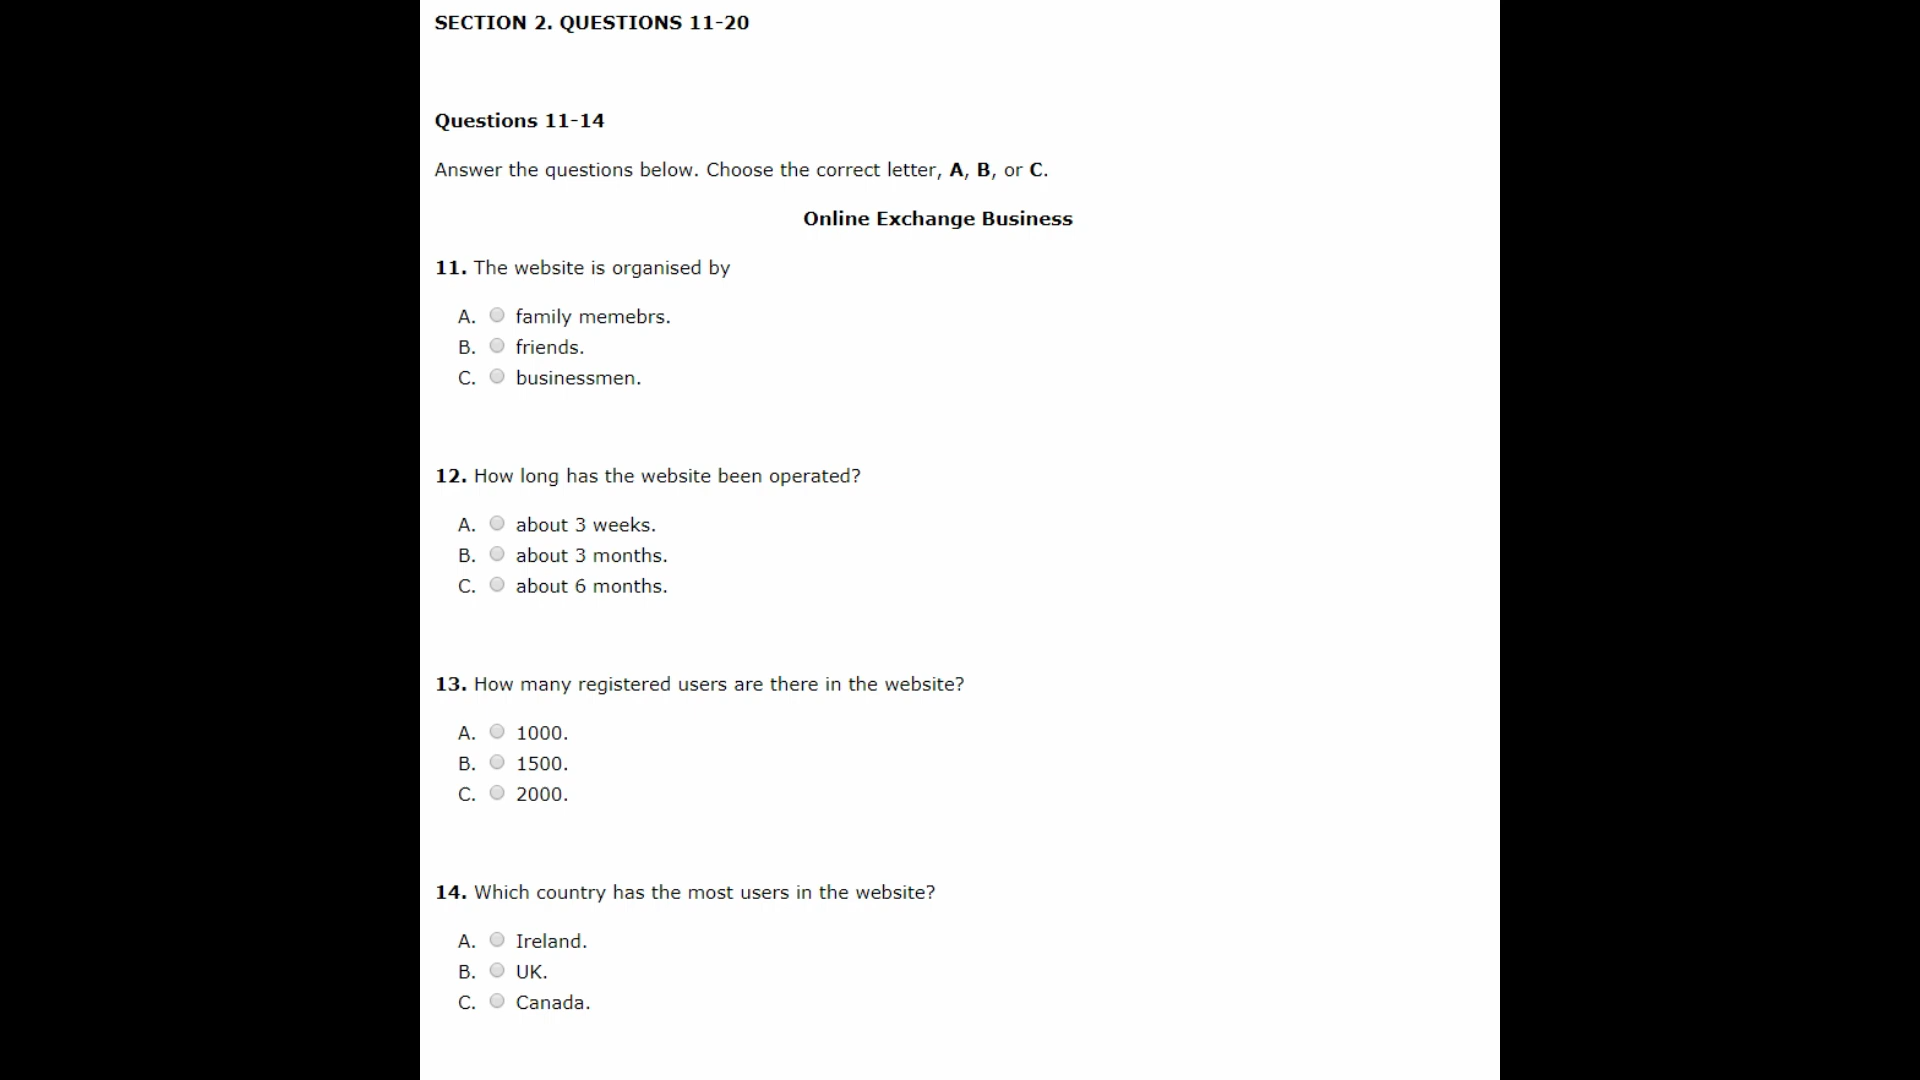 SECTION 2. QUESTIONS 11-20
Questions 11-14
Answer the questions below. Choose the correct letter, A, B, or C.
Online Exchange Business
11. The website is organised by
A. family memebrs.
B. friends.
C. businessmen.
12. How long has the website been operated?
A. about 3 weeks.
B. about 3 months.
C. about 6 months.
13. How many registered users are there in the website?
A. 1000.
B. 1500.
C. 2000.
14. Which country has the most users in the website?
A. Ireland.
B. UK.
C. Canada.